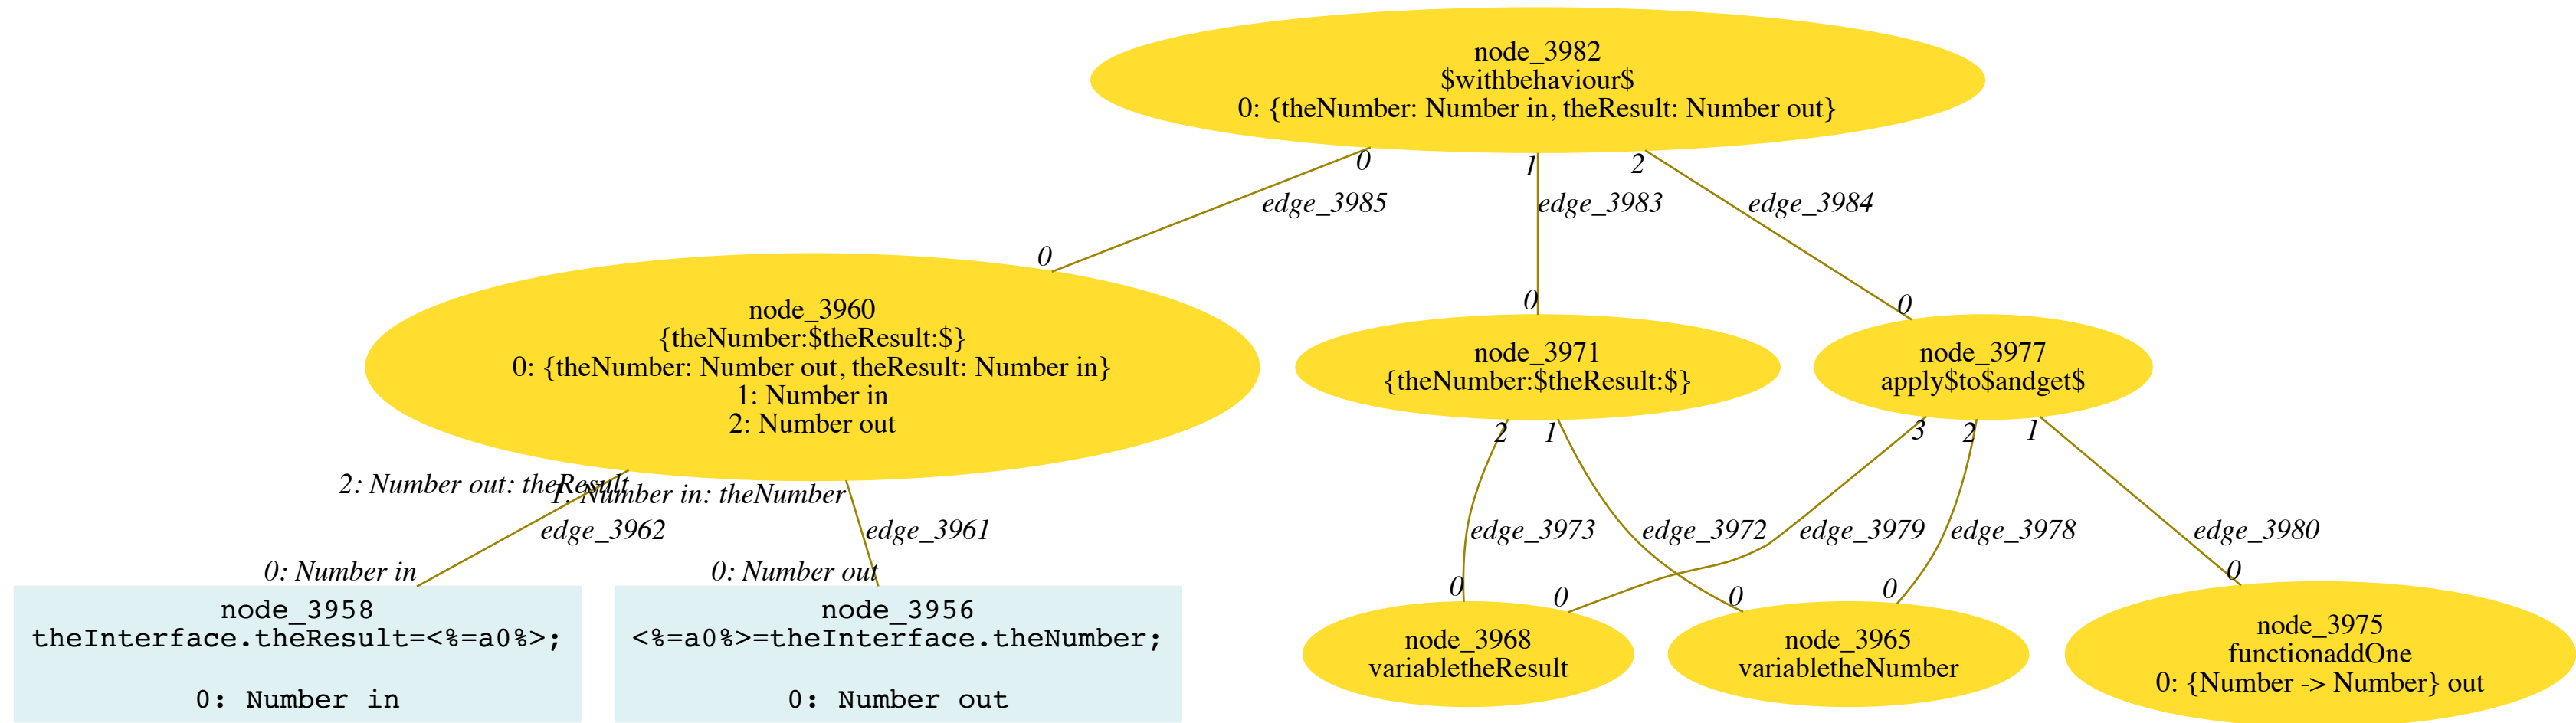 node_3982
$withbehaviour$
0: {theNumber: Number in, theResult: Number out}
0
1
2
edge_3985
edge_3983
edge_3984
0
0
0
node_3960
{theNumber:$theResult:$}
0: {theNumber: Number out, theResult: Number in}
1: Number in
2: Number out
node_3971
{theNumber:$theResult:$}
node_3977
apply$to$andget$
2: Number out: theResult
1: Number in: theNumber
2
1
3
2
1
edge_3962
edge_3961
edge_3973
edge_3972
edge_3979
edge_3978
edge_3980
0: Number in
0: Number out
0
0
0
0
0
node_3958
theInterface.theResult=<%=a0%>;
0: Number in
node_3956
<%=a0%>=theInterface.theNumber;
0: Number out
node_3968
variabletheResult
node_3965
variabletheNumber
node_3975
functionaddOne
0: {Number -> Number} out